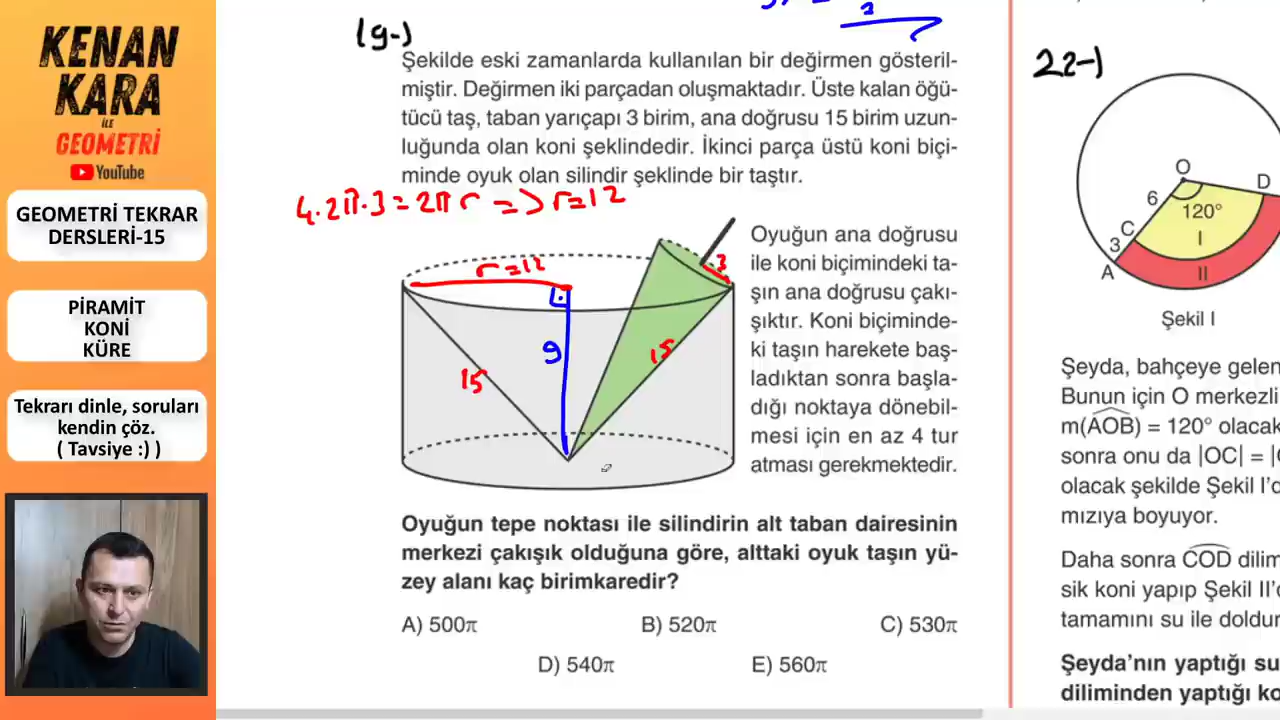 KENAN
KARA
İLE
GEOMETRİ
YouTube
GEOMETRİ TEKRAR
DERSLERİ-15
PİRAMİT
KONİ
KÜRE
Tekrarı dinle, soruları
kendin çöz.
( Tavsiye :) )
19-)
Şekilde eski zamanlarda kullanılan bir değirmen gösteril-
miştir. Değirmen iki parçadan oluşmaktadır. Üste kalan öğü-
tücü taş, taban yarıçapı 3 birim, ana doğrusu 15 birim uzun-
luğunda olan koni şeklindedir. İkinci parça üstü koni biçi-
minde oyuk olan silindir şeklinde bir taştır.
4.2π.3=2πr => r=12
r=12
3
9
15
15
Oyuğun ana doğrusu
ile koni biçimindeki ta-
şın ana doğrusu çakı-
şıktır. Koni biçiminde-
ki taşın harekete baş-
ladıktan sonra başla-
dığı noktaya dönebil-
mesi için en az 4 tur
atması gerekmektedir.
Oyuğun tepe noktası ile silindirin alt taban dairesinin
merkezi çakışık olduğuna göre, alttaki oyuk taşın yü-
zey alanı kaç birimkaredir?
A) 500π B) 520π C) 530π
D) 540π E) 560π
22-)
O
D
6
120°
C
I
3
A
II
Şekil I
Şeyda, bahçeye gelen
Bunun için O merkezli
m(AOB) = 120° olacak
sonra onu da |OC| =
olacak şekilde Şekil I'd
mızıya boyuyor.
Daha sonra COD dilim
sik koni yapıp Şekil II'd
tamamını su ile doldur
Şeyda'nın yaptığı su
diliminden yaptığı ko